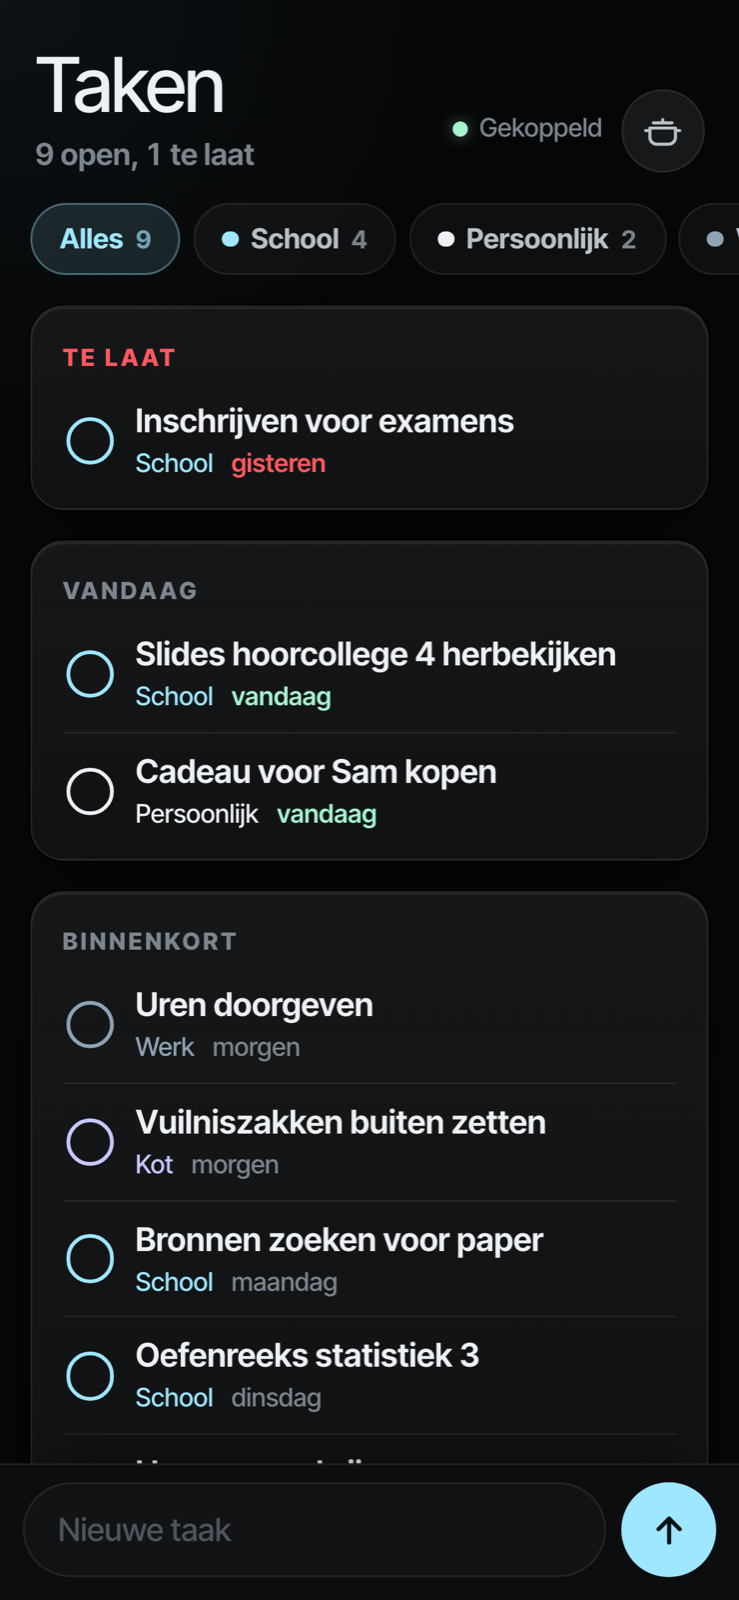 Taken
9 open, 1 te laat
Gekoppeld
Alles 9
School 4
Persoonlijk 2
TE LAAT
Inschrijven voor examens
School gisteren
VANDAAG
Slides hoorcollege 4 herbekijken
School vandaag
Cadeau voor Sam kopen
Persoonlijk vandaag
BINNENKORT
Uren doorgeven
Werk morgen
Vuilniszakken buiten zetten
Kot morgen
Bronnen zoeken voor paper
School maandag
Oefenreeks statistiek 3
School dinsdag
Nieuwe taak